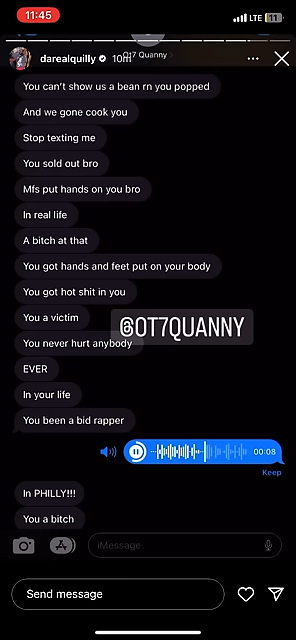 11:45
LTE 11
darealquilly 10m
Ot7 Quanny
You can't show us a bean rn you popped
And we gone cook you
Stop texting me
You sold out bro
Mfs put hands on you bro
In real life
A bitch at that
You got hands and feet put on your body
You got hot shit in you
You a victim
@OT7QUANNY
You never hurt anybody
EVER
In your life
You been a bid rapper
00:08
Keep
In PHILLY!!!
You a bitch
iMessage
Send message